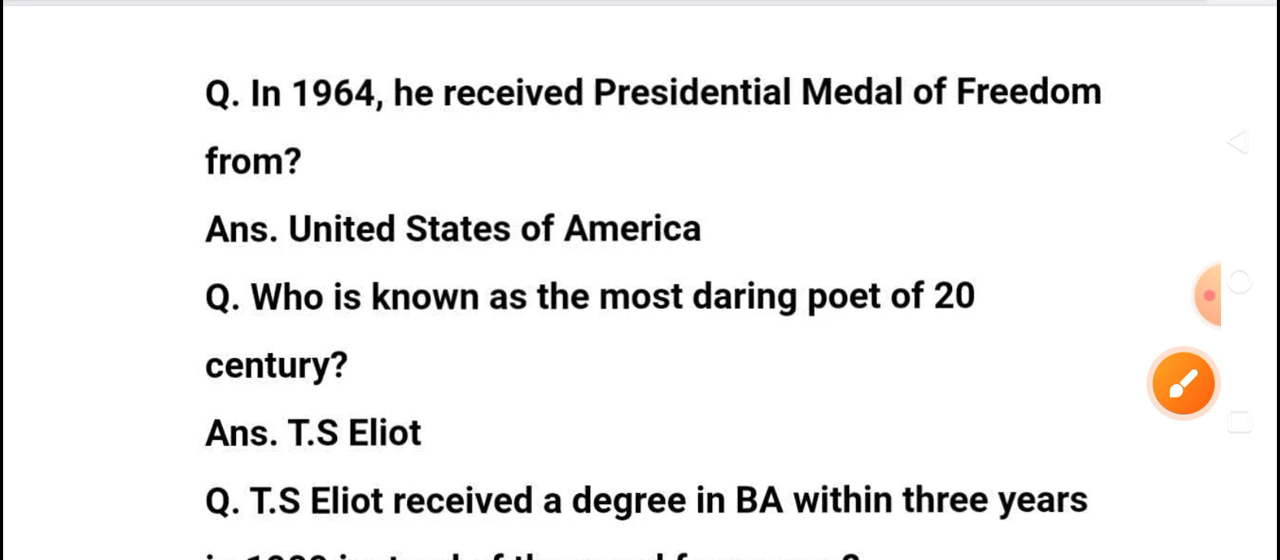 Q. In 1964, he received Presidential Medal of Freedom
from?
Ans. United States of America
Q. Who is known as the most daring poet of 20
century?
Ans. T.S Eliot
Q. T.S Eliot received a degree in BA within three years